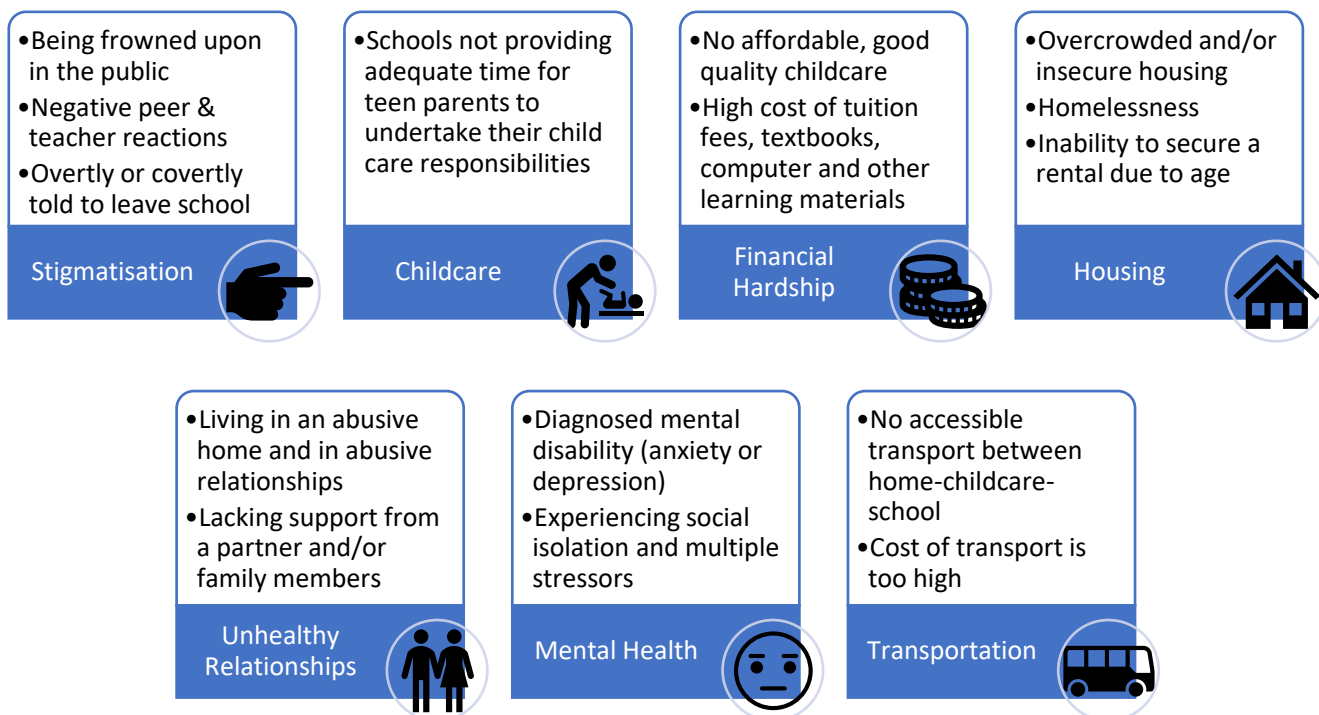 •Being frowned upon
in the public
•Negative peer &
teacher reactions
•Overtly or covertly
told to leave school
Stigmatisation
•Schools not providing
adequate time for
teen parents to
undertake their child
care responsibilities
Childcare
•No affordable, good
quality childcare
•High cost of tuition
fees, textbooks,
computer and other
learning materials
Financial
Hardship
•Overcrowded and/or
insecure housing
•Homelessness
•Inability to secure a
rental due to age
Housing
•Living in an abusive
home and in abusive
relationships
•Lacking support from
a partner and/or
family members
Unhealthy
Relationships
•Diagnosed mental
disability (anxiety or
depression)
•Experiencing social
isolation and multiple
stressors
Mental Health
•No accessible
transport between
home-childcare-
school
•Cost of transport is
too high
Transportation